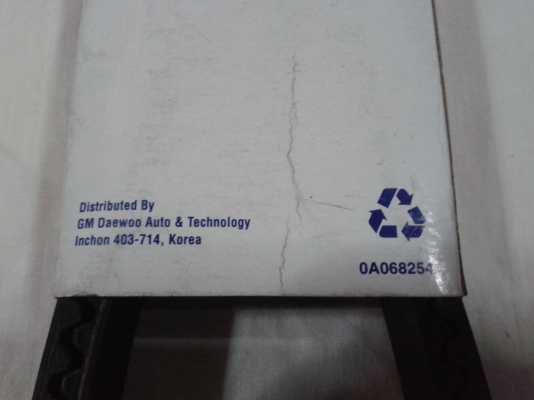 Distributed By
GM Daewoo Auto & Technology
Inchon 403-714, Korea
0A068254